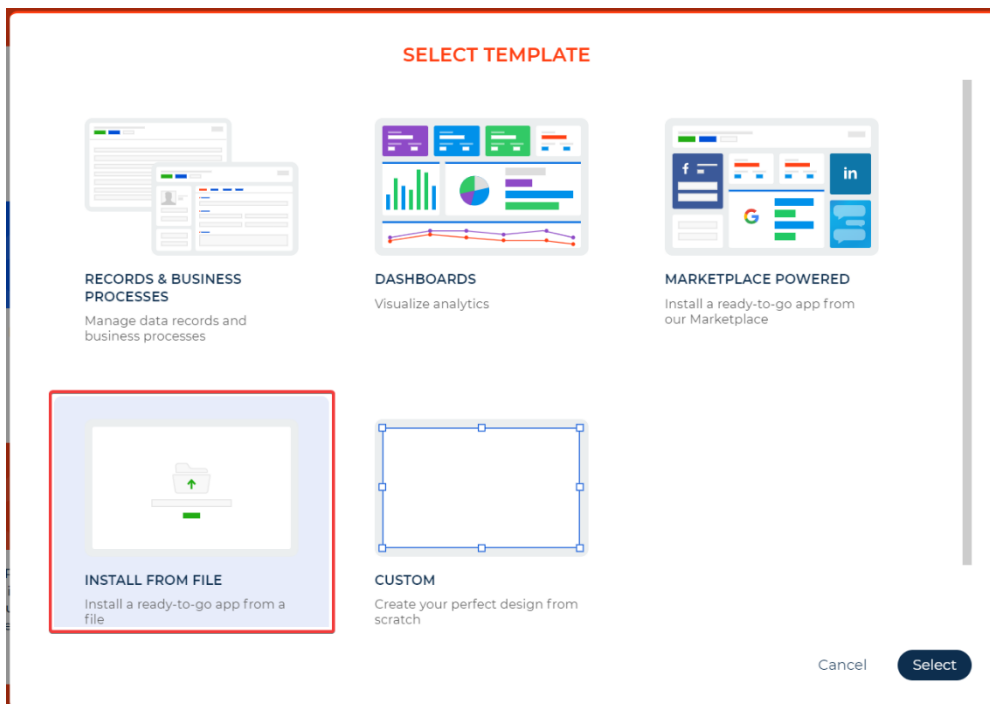 SELECT TEMPLATE
f
in
G
RECORDS & BUSINESS
PROCESSES
Manage data records and
business processes
DASHBOARDS
Visualize analytics
MARKETPLACE POWERED
Install a ready-to-go app from
our Marketplace
INSTALL FROM FILE
Install a ready-to-go app from a
file
CUSTOM
Create your perfect design from
scratch
Cancel
Select